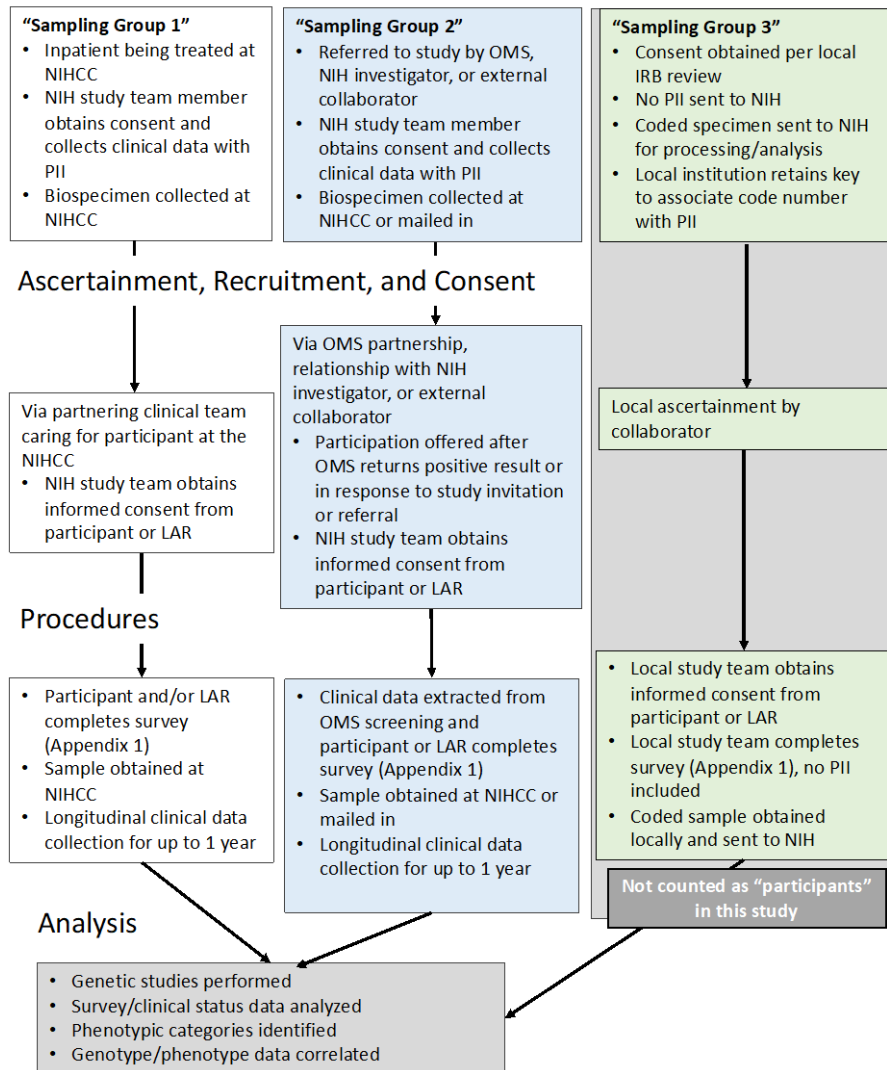 “Sampling Group 1”
• Inpatient being treated at
NIHCC
• NIH study team member
obtains consent and
collects clinical data with
PII
• Biospecimen collected at
NIHCC
“Sampling Group 2”
• Referred to study by OMS,
NIH investigator, or external
collaborator
• NIH study team member
obtains consent and collects
clinical data with PII
• Biospecimen collected at
NIHCC or mailed in
“Sampling Group 3”
• Consent obtained per local
IRB review
• No PII sent to NIH
• Coded specimen sent to NIH
for processing/analysis
• Local institution retains key
to associate code number
with PII
Ascertainment, Recruitment, and Consent
Via partnering clinical team
caring for participant at the
NIHCC
• NIH study team obtains
informed consent from
participant or LAR
Via OMS partnership,
relationship with NIH
investigator, or external
collaborator
• Participation offered after
OMS returns positive result or
in response to study invitation
or referral
• NIH study team obtains
informed consent from
participant or LAR
Local ascertainment by
collaborator
Procedures
• Participant and/or LAR
completes survey
(Appendix 1)
• Sample obtained at
NIHCC
• Longitudinal clinical data
collection for up to 1 year
• Clinical data extracted from
OMS screening and
participant or LAR completes
survey (Appendix 1)
• Sample obtained at NIHCC or
mailed in
• Longitudinal clinical data
collection for up to 1 year
• Local study team obtains
informed consent from
participant or LAR
• Local study team completes
survey (Appendix 1), no PII
included
• Coded sample obtained
locally and sent to NIH
Not counted as “participants”
in this study
Analysis
• Genetic studies performed
• Survey/clinical status data analyzed
• Phenotypic categories identified
• Genotype/phenotype data correlated